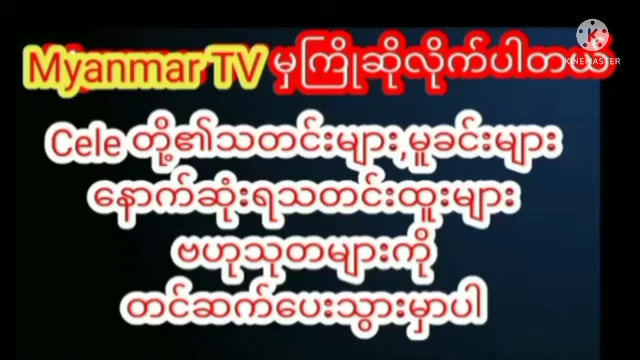 Myanmar TV မှကြိုဆိုလိုက်ပါတယ်
KINEMASTER
Cele တို့၏သတင်းများ,မူခင်းများ
နောက်ဆုံးရသတင်းထူးများ
ဗဟုသုတများကို
တင်ဆက်ပေးသွားမှာပါ